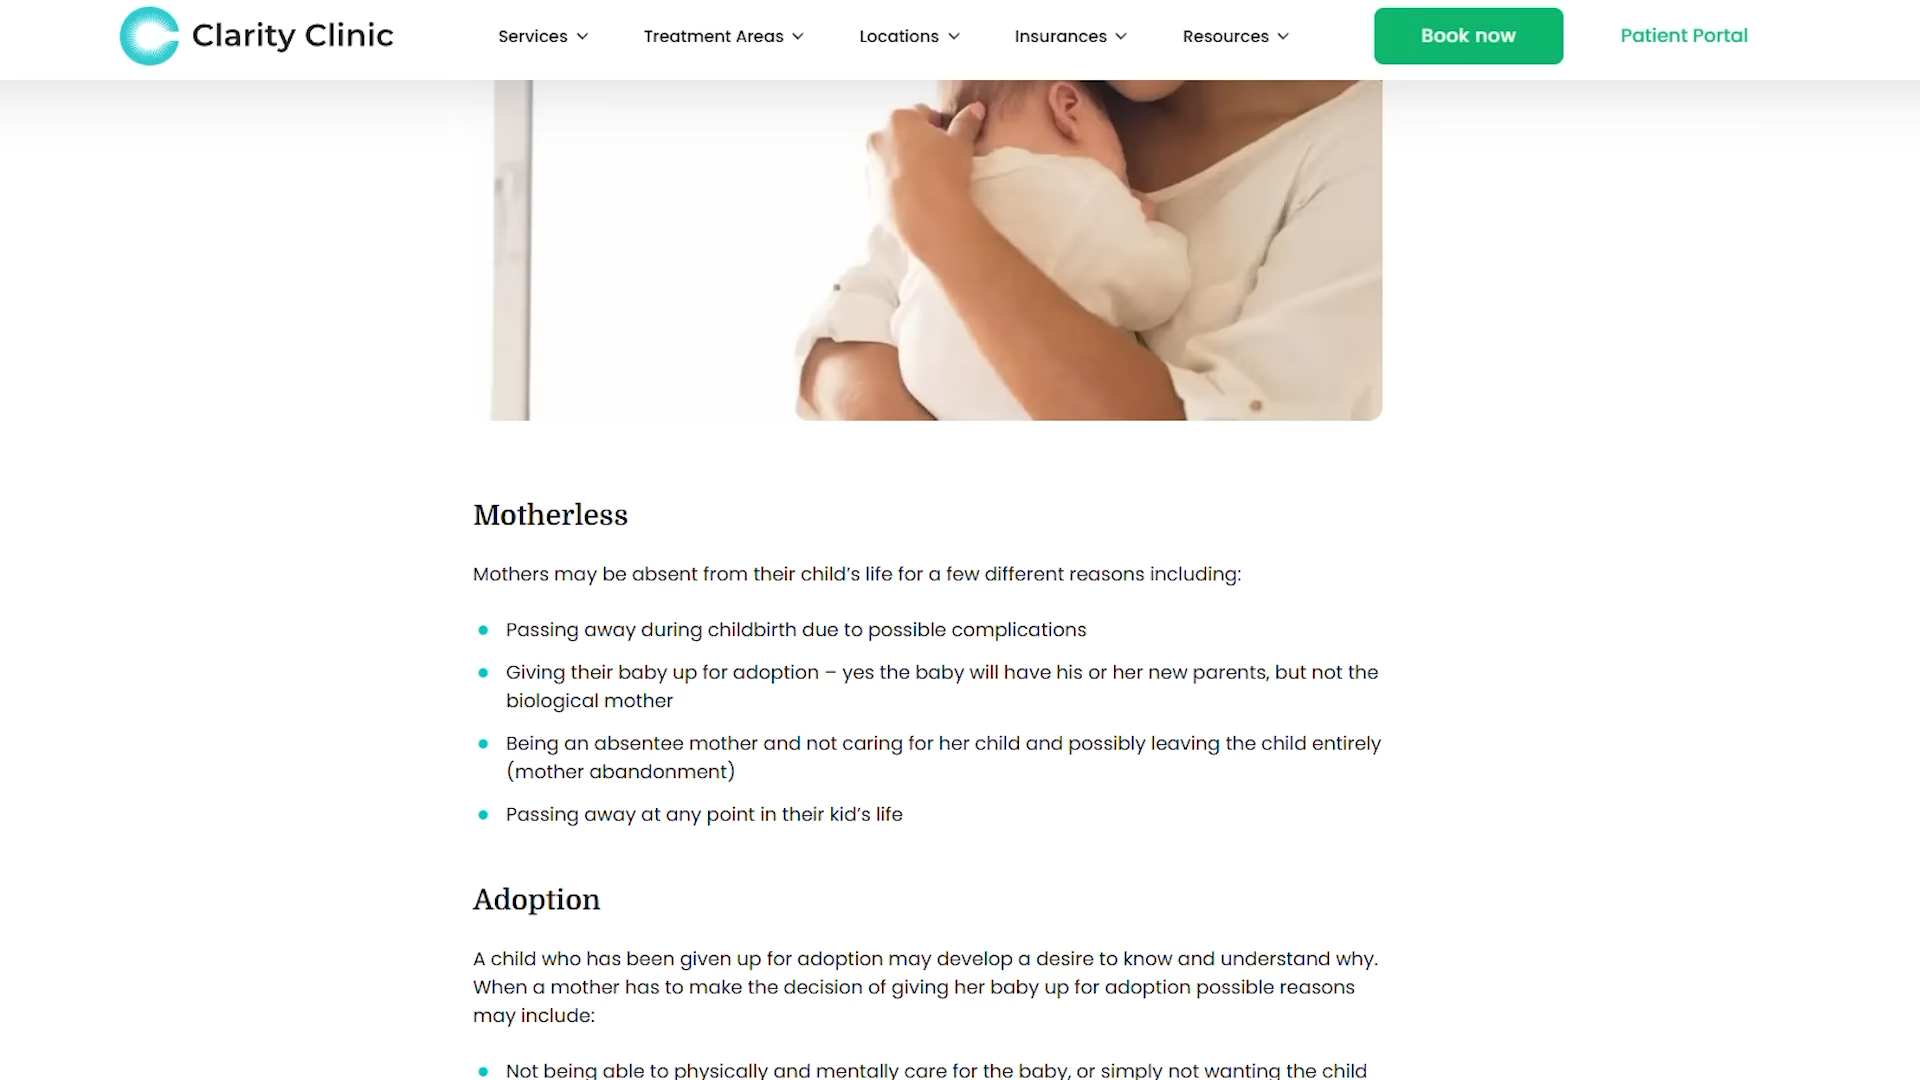 Clarity Clinic
Services
Treatment Areas
Locations
Insurances
Resources
Book now
Patient Portal
Motherless
Mothers may be absent from their child’s life for a few different reasons including:
Passing away during childbirth due to possible complications
Giving their baby up for adoption – yes the baby will have his or her new parents, but not the
biological mother
Being an absentee mother and not caring for her child and possibly leaving the child entirely
(mother abandonment)
Passing away at any point in their kid’s life
Adoption
A child who has been given up for adoption may develop a desire to know and understand why.
When a mother has to make the decision of giving her baby up for adoption possible reasons
may include:
Not being able to physically and mentally care for the baby, or simply not wanting the child